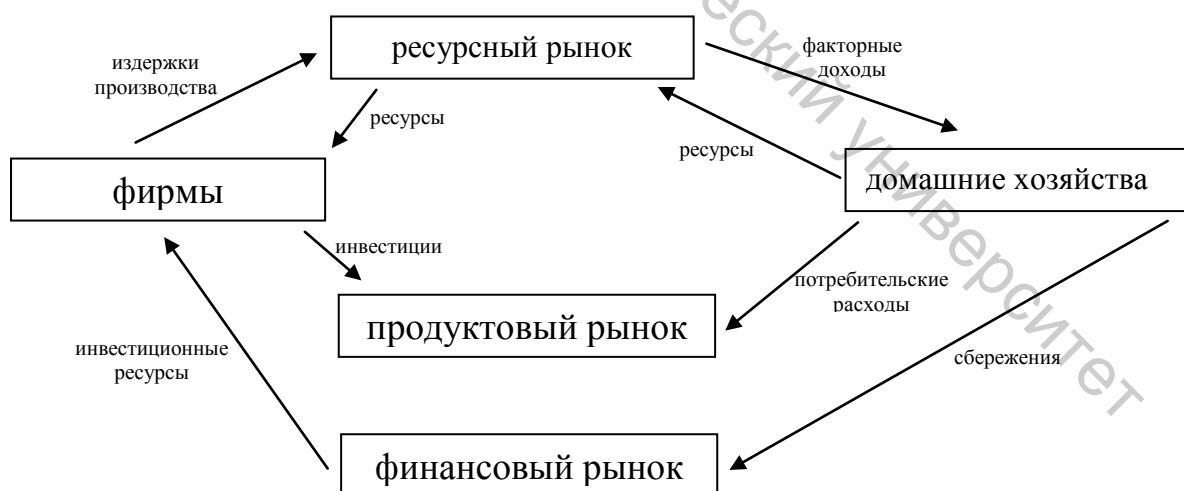 ресурсный рынок
факторные
доходы
издержки
производства
ресурсы
ресурсы
фирмы
домашние хозяйства
инвестиции
потребительские
расходы
продуктовый рынок
инвестиционные
ресурсы
сбережения
финансовый рынок
университет